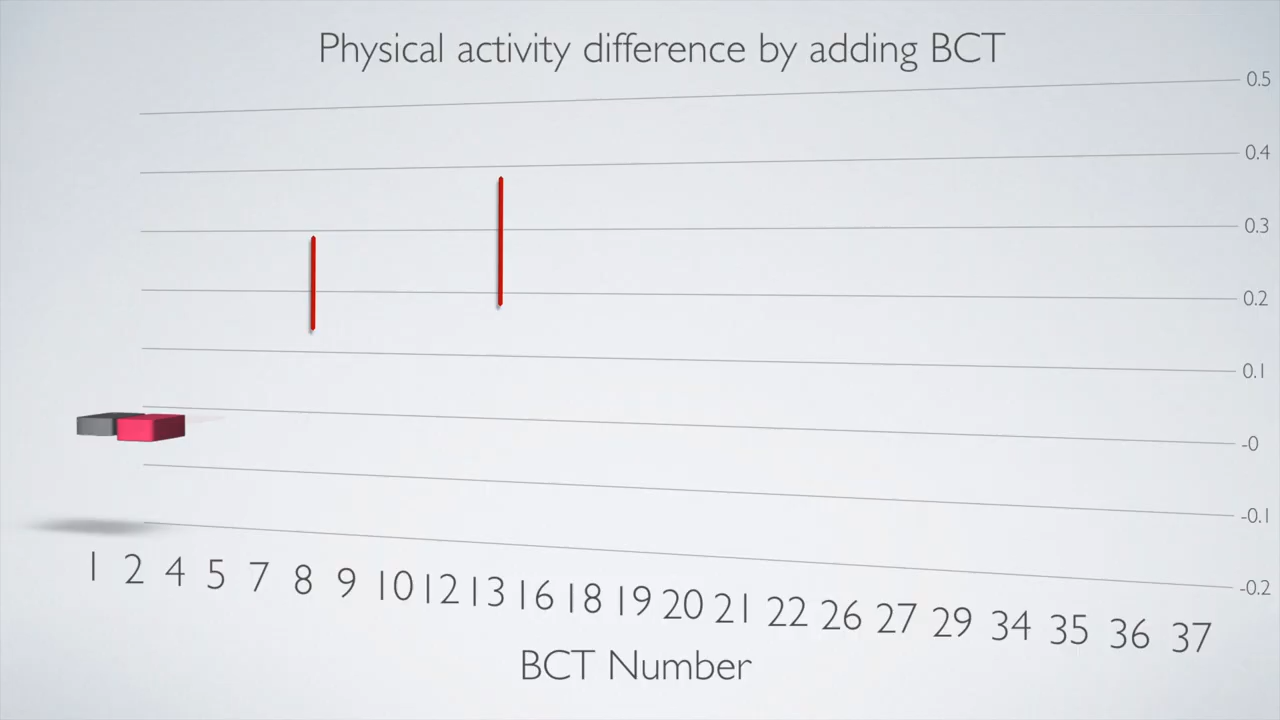 Physical activity difference by adding BCT
0.5
0.4
0.3
0.2
0.1
-0
-0.1
-0.2
1 2 4 5 7 8 9 10 12 13 16 18 19 20 21 22 26 27 29 34 35 36 37
BCT Number